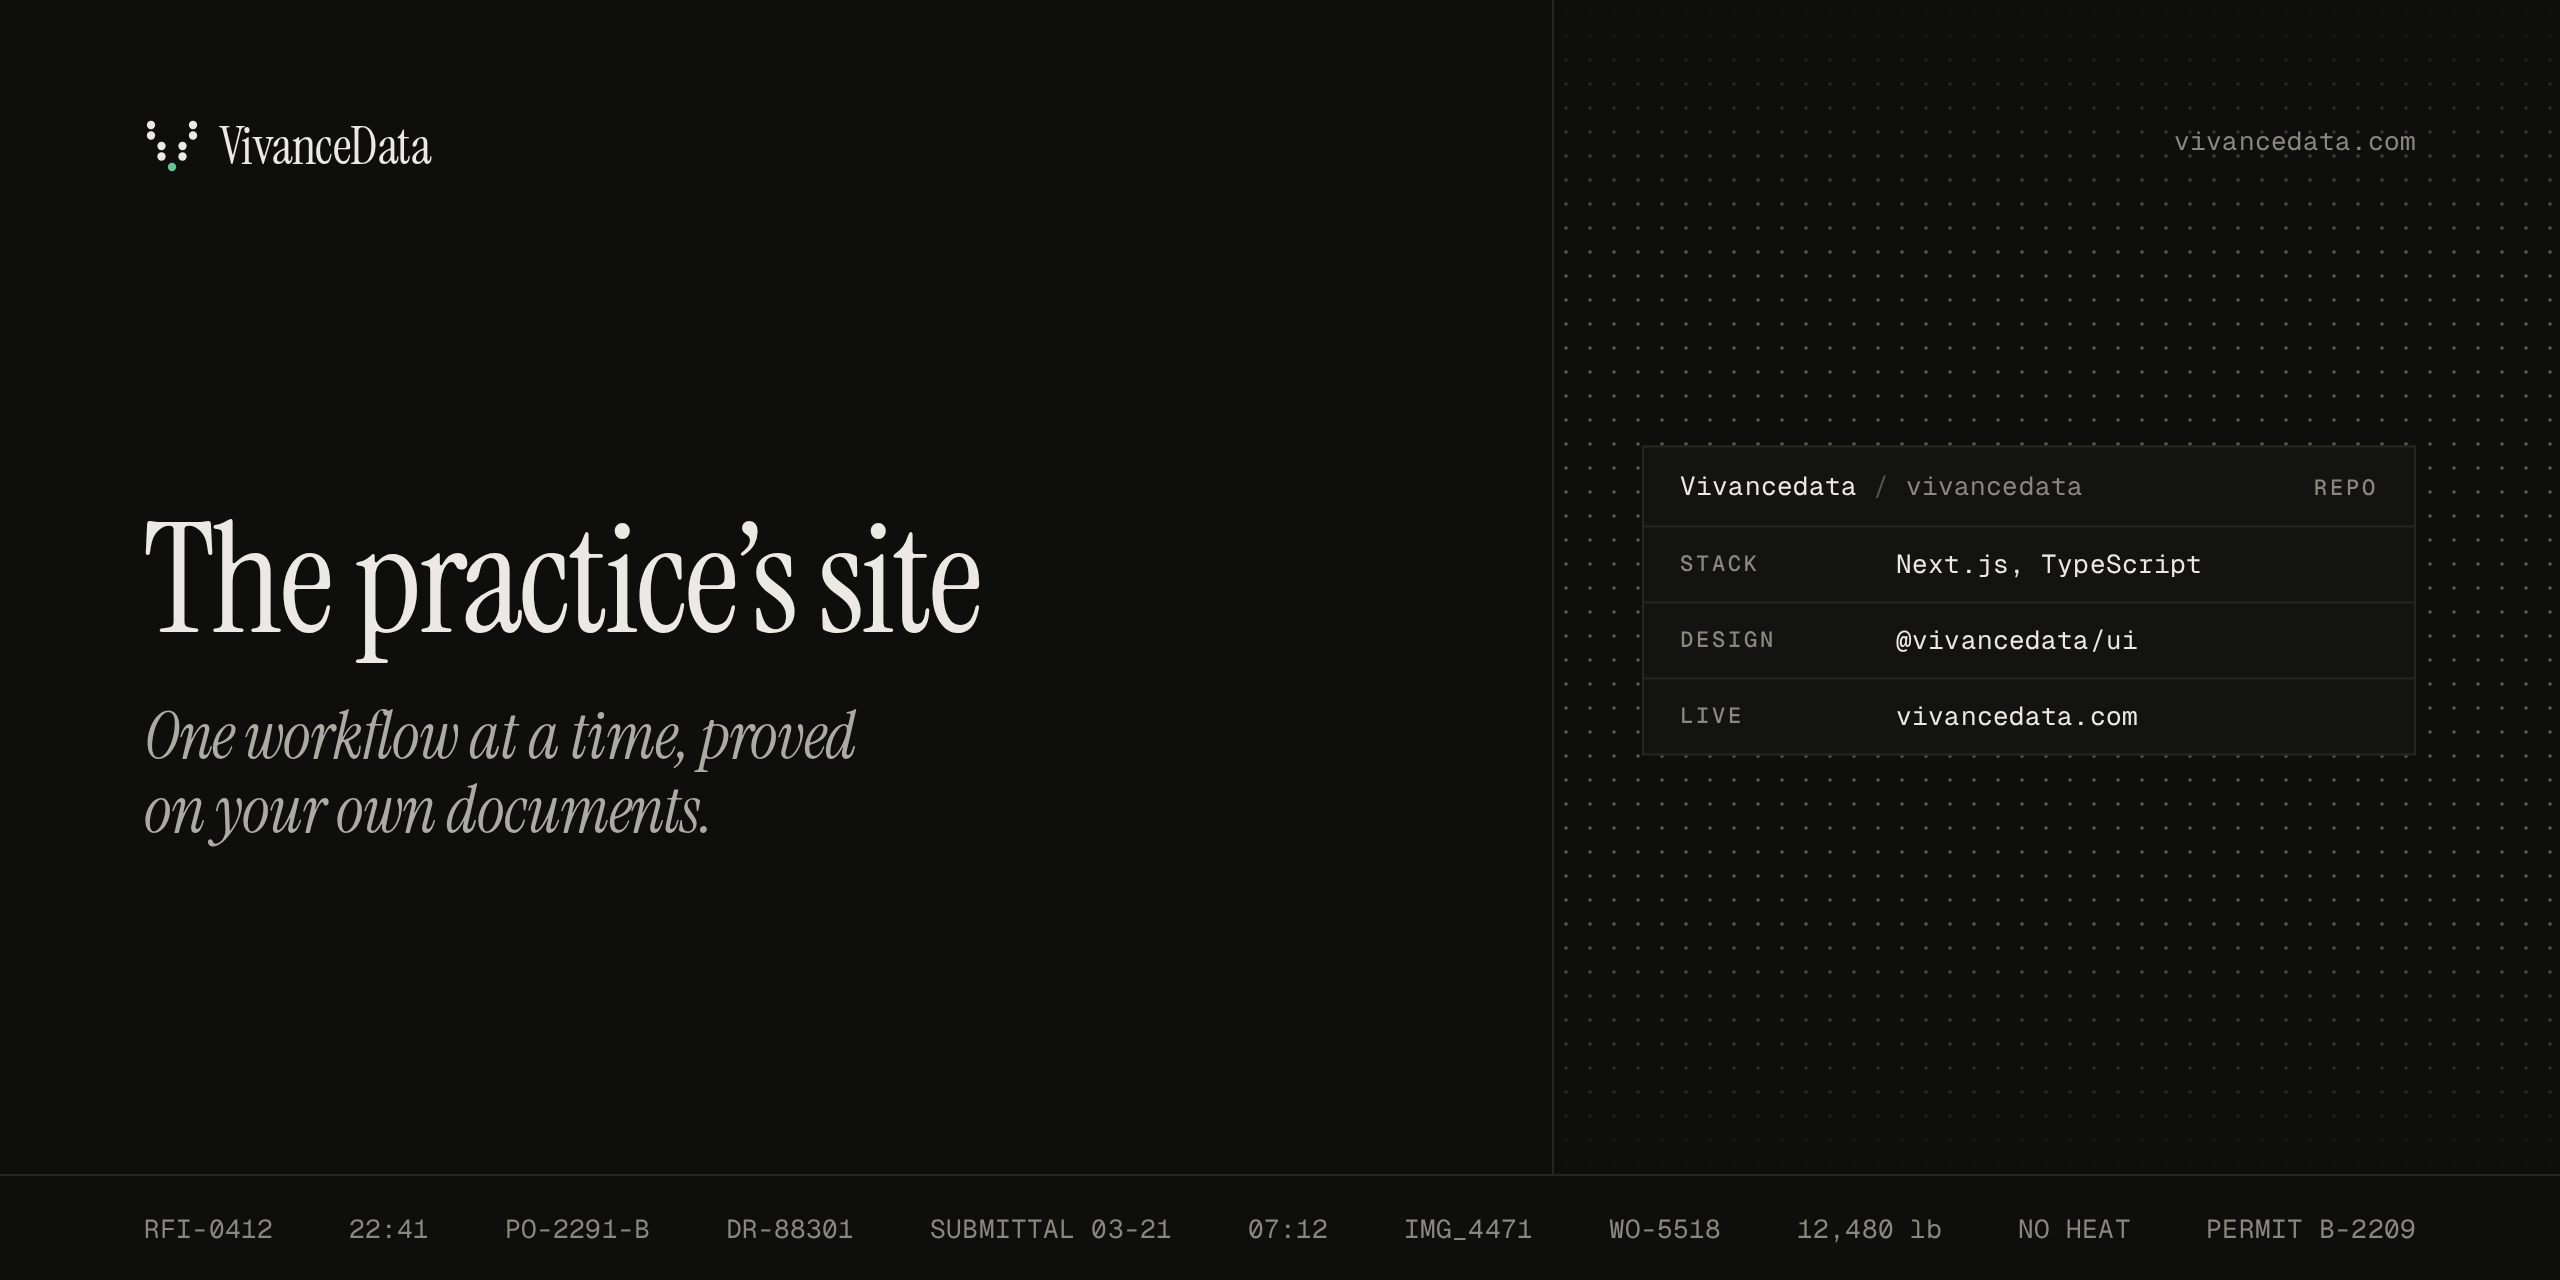 VivanceData
vivancedata.com
The practice’s site
One workflow at a time, proved
on your own documents.
Vivancedata / vivancedata REPO
STACK Next.js, TypeScript
DESIGN @vivancedata/ui
LIVE vivancedata.com
RFI-0412 22:41 PO-2291-B DR-88301 SUBMITTAL 03-21 07:12 IMG_4471 WO-5518 12,480 lb NO HEAT PERMIT B-2209